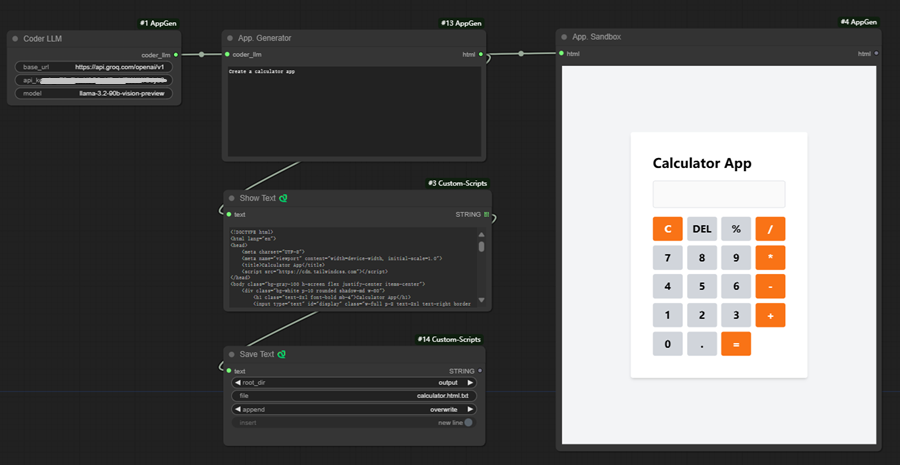 #1 AppGen
Coder LLM
coder_llm
base_url https://api.groq.com/openai/v1
model llama-3.2-90b-vision-preview
#13 AppGen
App. Generator
coder_llm html
Create a calculator app
#3 Custom-Scripts
Show Text
text STRING
<!DOCTYPE html>
<html lang="en">
<head>
<meta charset="UTF-8">
<meta name="viewport" content="width=device-width, initial-scale=1.0">
<title>Calculator App</title>
<script src="https://cdn.tailwindcss.com"></script>
</head>
<body class="bg-gray-100 h-screen flex justify-center items-center">
<div class="bg-white p-10 rounded shadow-md w-80">
<h1 class="text-2xl font-bold mb-4">Calculator App</h1>
<input type="text" id="display" class="w-full p-2 text-2xl text-right border
#14 Custom-Scripts
Save Text
text STRING
root_dir output
file calculator.html.txt
append overwrite
insert new line
#4 AppGen
App. Sandbox
html html
Calculator App
C DEL % /
7 8 9 *
4 5 6 -
1 2 3 +
0 . =